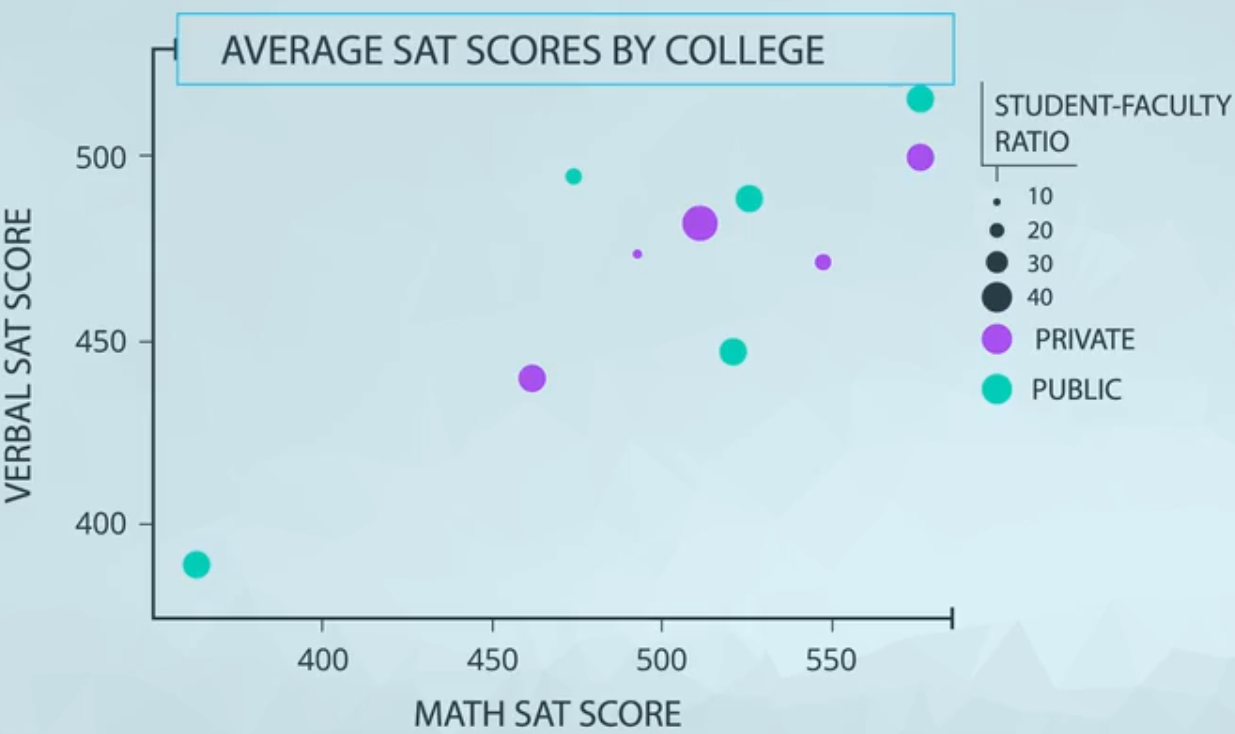 AVERAGE SAT SCORES BY COLLEGE
VERBAL SAT SCORE
500
450
400
400 450 500 550
MATH SAT SCORE
STUDENT-FACULTY
RATIO
10
20
30
40
PRIVATE
PUBLIC